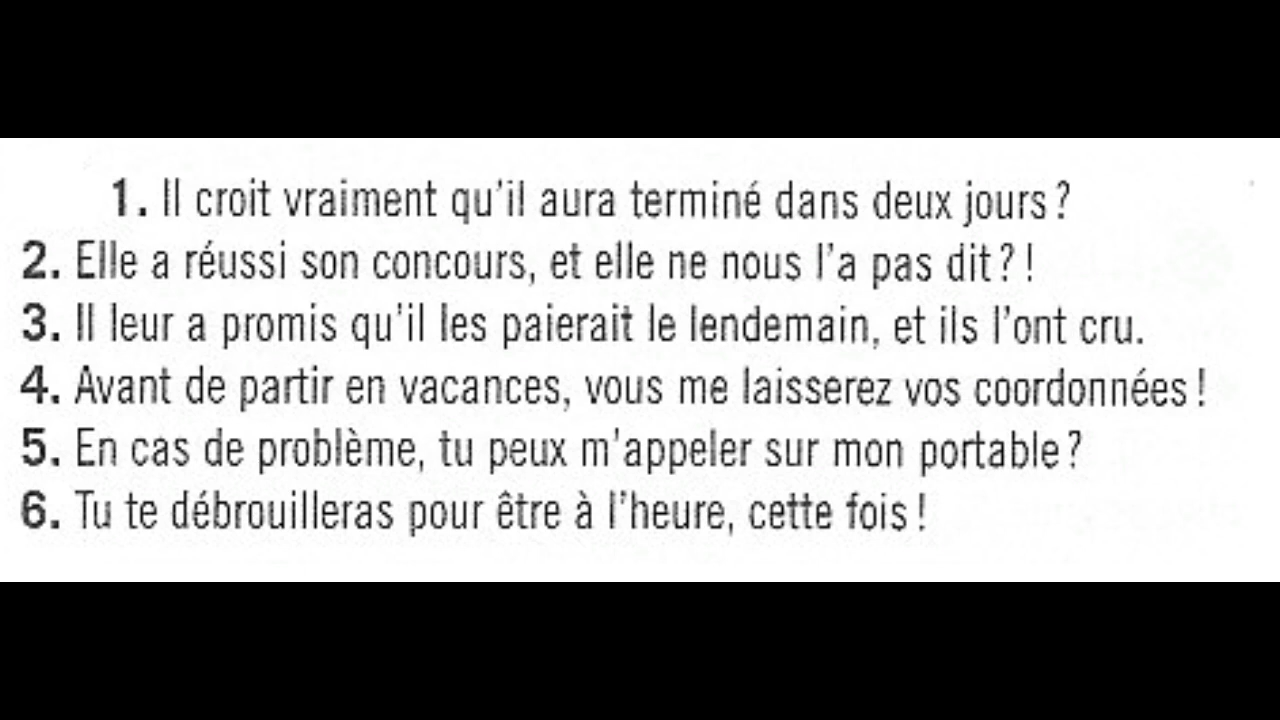 1. Il croit vraiment qu'il aura terminé dans deux jours ?
2. Elle a réussi son concours, et elle ne nous l'a pas dit ? !
3. Il leur a promis qu'il les paierait le lendemain, et ils l'ont cru.
4. Avant de partir en vacances, vous me laisserez vos coordonnées !
5. En cas de problème, tu peux m'appeler sur mon portable ?
6. Tu te débrouilleras pour être à l'heure, cette fois !